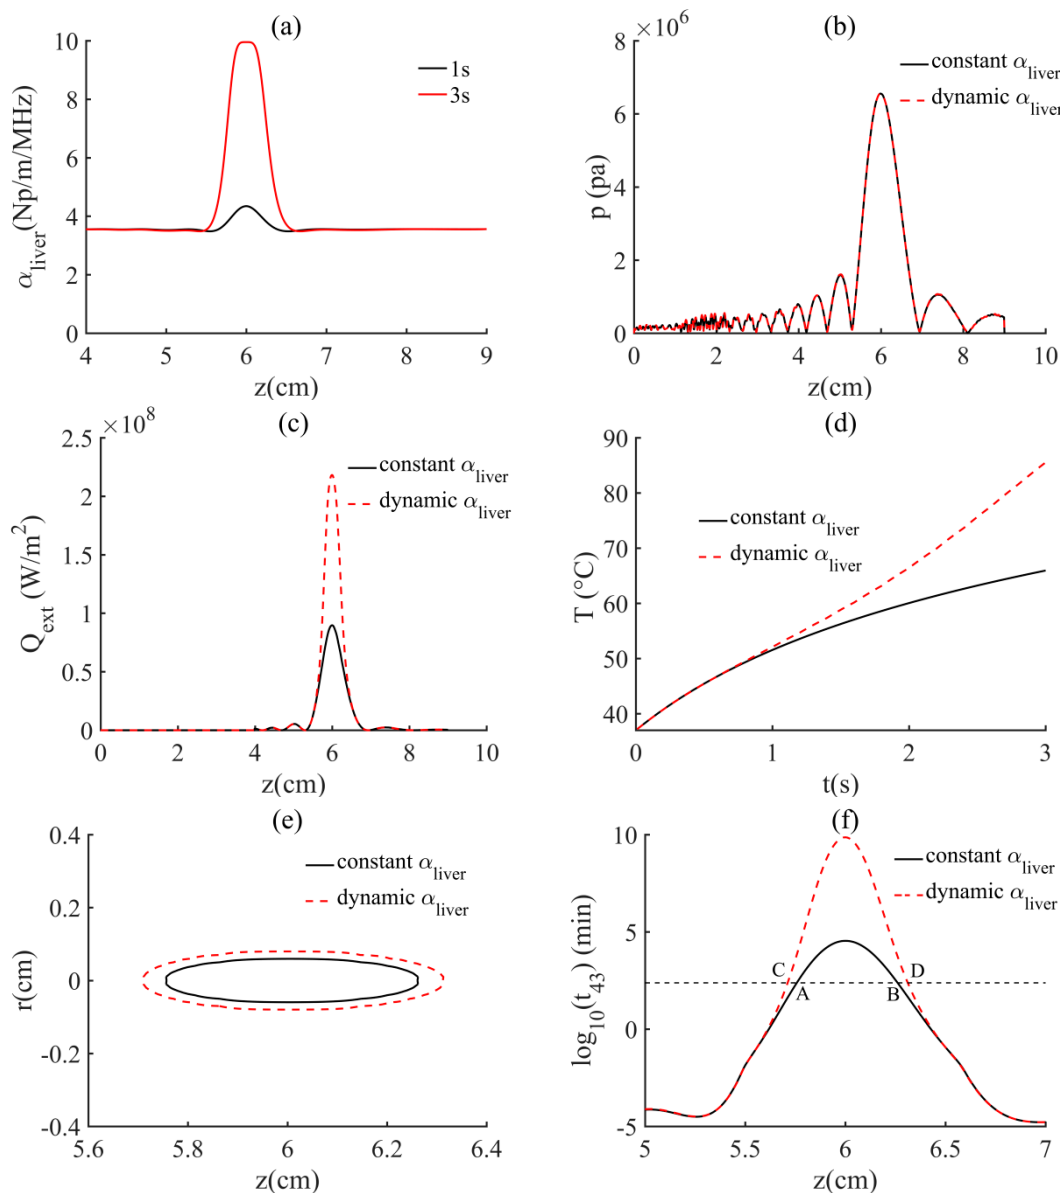 (a)
10
8
6
4
2
0
4 5 6 7 8 9
α_liver(Np/m/MHz)
z(cm)
1s
3s
(b)
×10^6
8
6
4
2
0
0 2 4 6 8 10
p (pa)
z(cm)
constant α_liver
dynamic α_liver
(c)
×10^8
2.5
2
1.5
1
0.5
0
0 2 4 6 8 10
Q_ext (W/m^2)
z(cm)
constant α_liver
dynamic α_liver
(d)
90
80
70
60
50
40
0 1 2 3
T (°C)
t(s)
constant α_liver
dynamic α_liver
(e)
0.4
0.2
0
-0.2
-0.4
5.6 5.8 6 6.2 6.4
r(cm)
z(cm)
constant α_liver
dynamic α_liver
(f)
10
5
0
-5
5 5.5 6 6.5 7
log_10(t_43) (min)
z(cm)
constant α_liver
dynamic α_liver
C D
A B